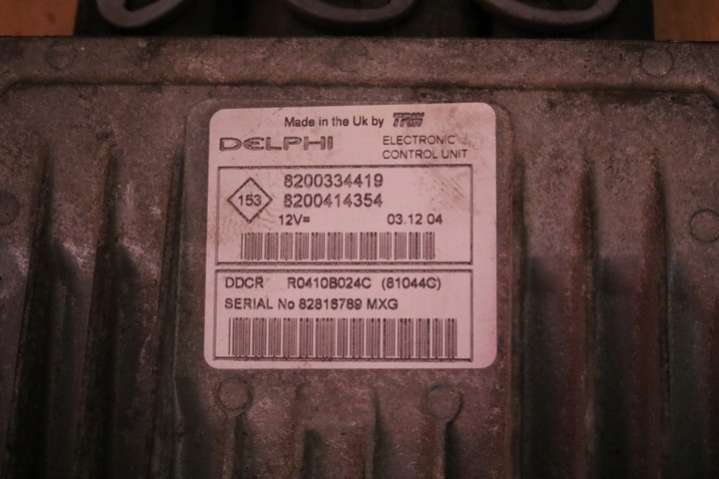 Made in the Uk by TRW
DELPHI ELECTRONIC
CONTROL UNIT
8200334419
153 8200414354
12V= 03.12 04
DDCR R0410B024C (81044C)
SERIAL No 82816789 MXG